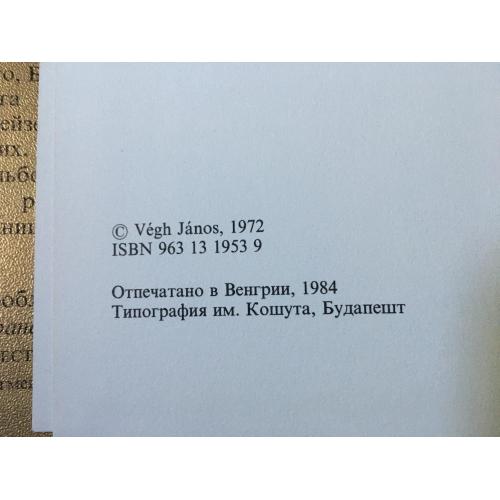 © Végh János, 1972
ISBN 963 13 1953 9
Отпечатано в Венгрии, 1984
Типография им. Кошута, Будапешт